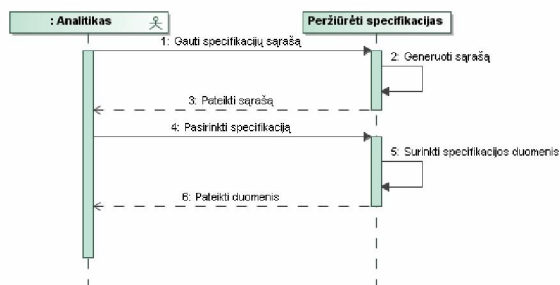 : Analitikas
Peržiūrėti specifikacijas
1: Gauti specifikacijų sąrašą
2: Generuoti sąrašą
3: Pateikti sąrašą
4: Pasirinkti specifikaciją
5: Surinkti specifikacijos duomenis
6: Pateikti duomenis